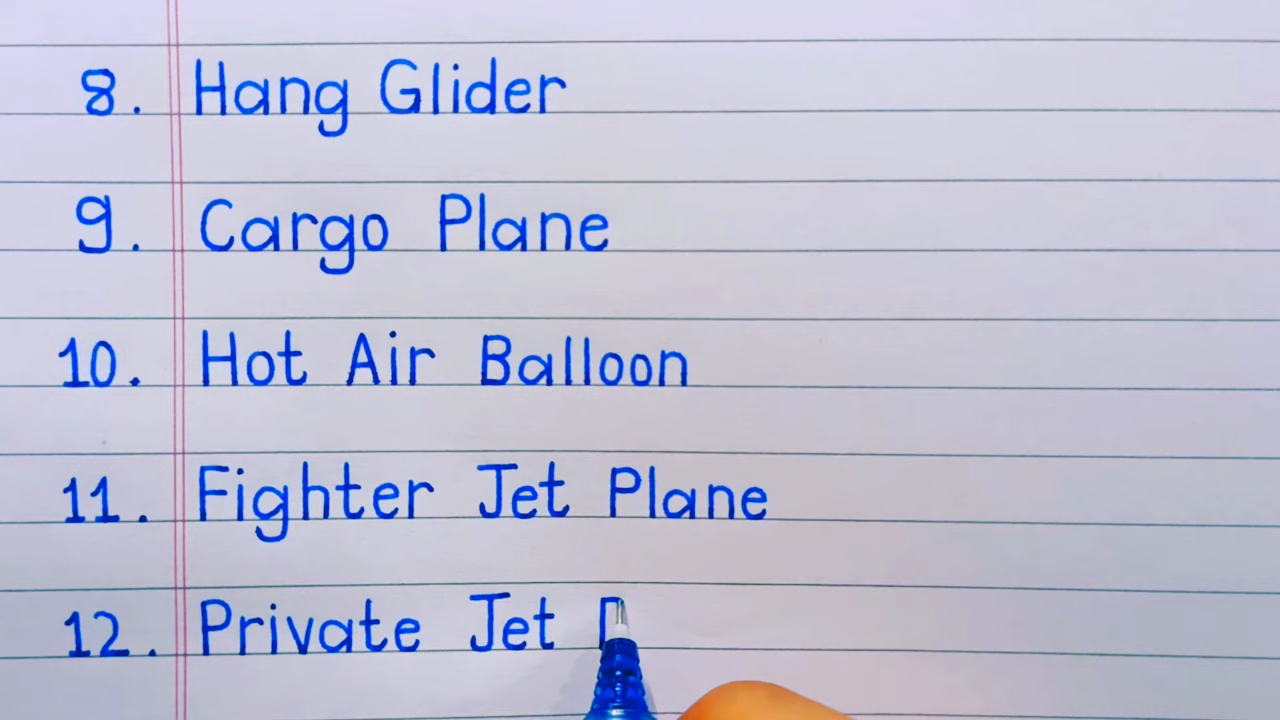 8. Hang Glider
9. Cargo Plane
10. Hot Air Balloon
11. Fighter Jet Plane
12. Private Jet